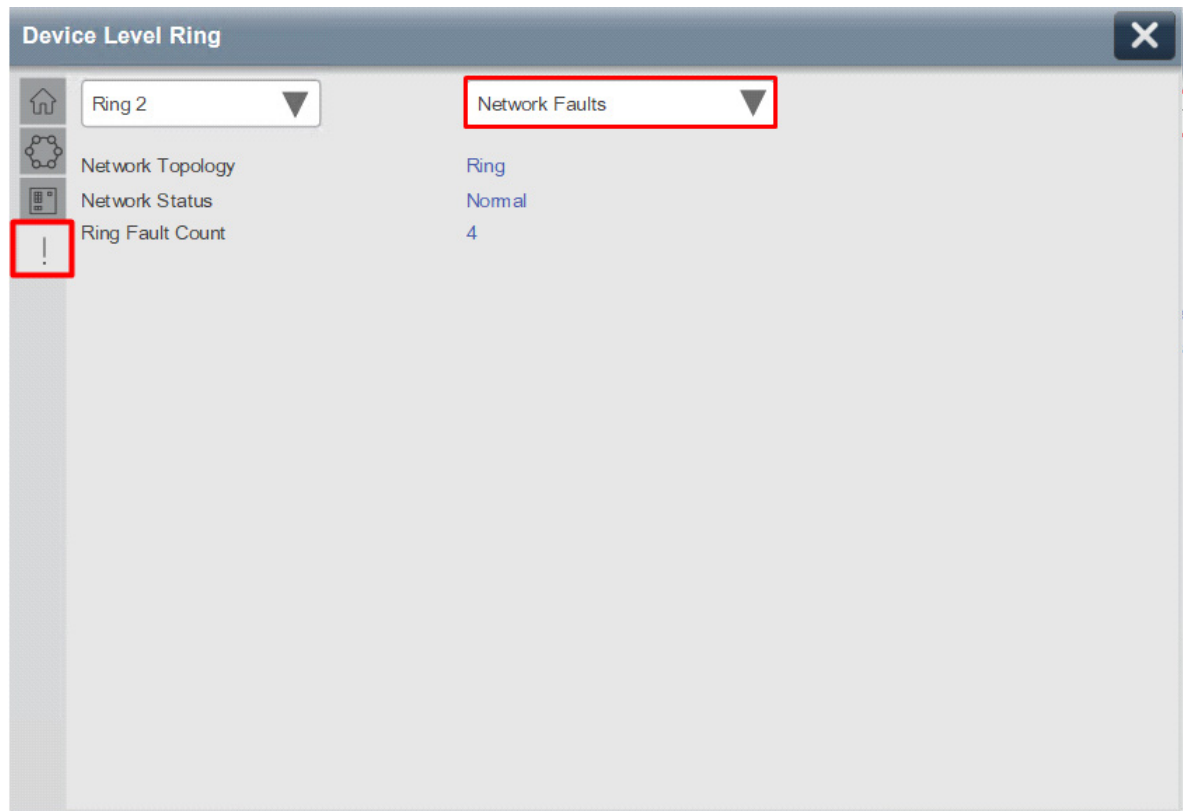 Device Level Ring
Ring 2
Network Faults
Network Topology Ring
Network Status Normal
Ring Fault Count 4
!